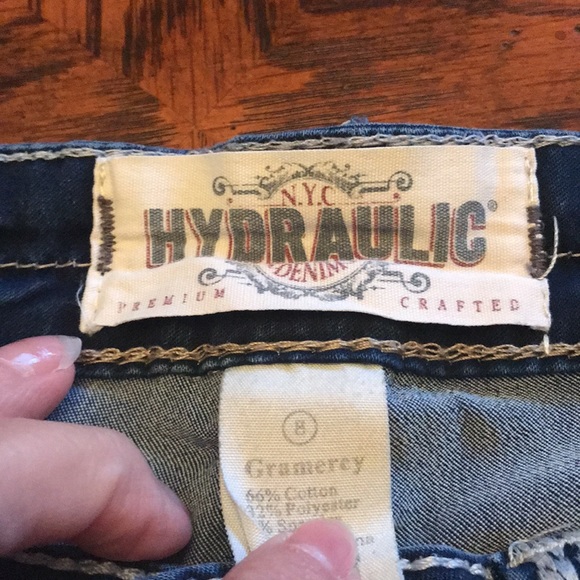 N.Y.C
HYDRAULIC®
DENIM
PREMIUM CRAFTED
8
Gramercy
66% Cotton
32% Polyester
%